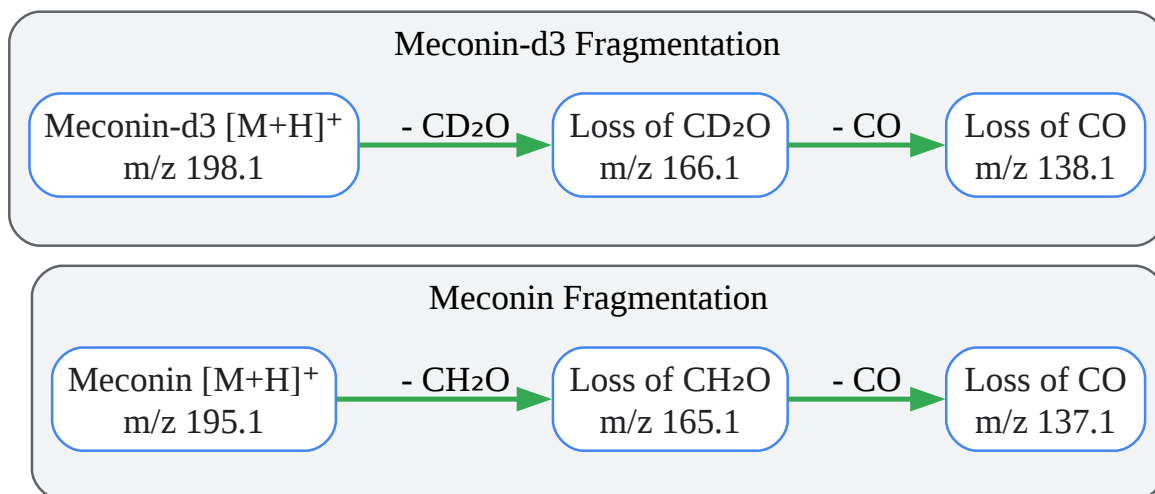 Meconin-d3 Fragmentation
Meconin-d3 [M+H]⁺
m/z 198.1
- CD₂O
Loss of CD₂O
m/z 166.1
- CO
Loss of CO
m/z 138.1
Meconin Fragmentation
Meconin [M+H]⁺
m/z 195.1
- CH₂O
Loss of CH₂O
m/z 165.1
- CO
Loss of CO
m/z 137.1